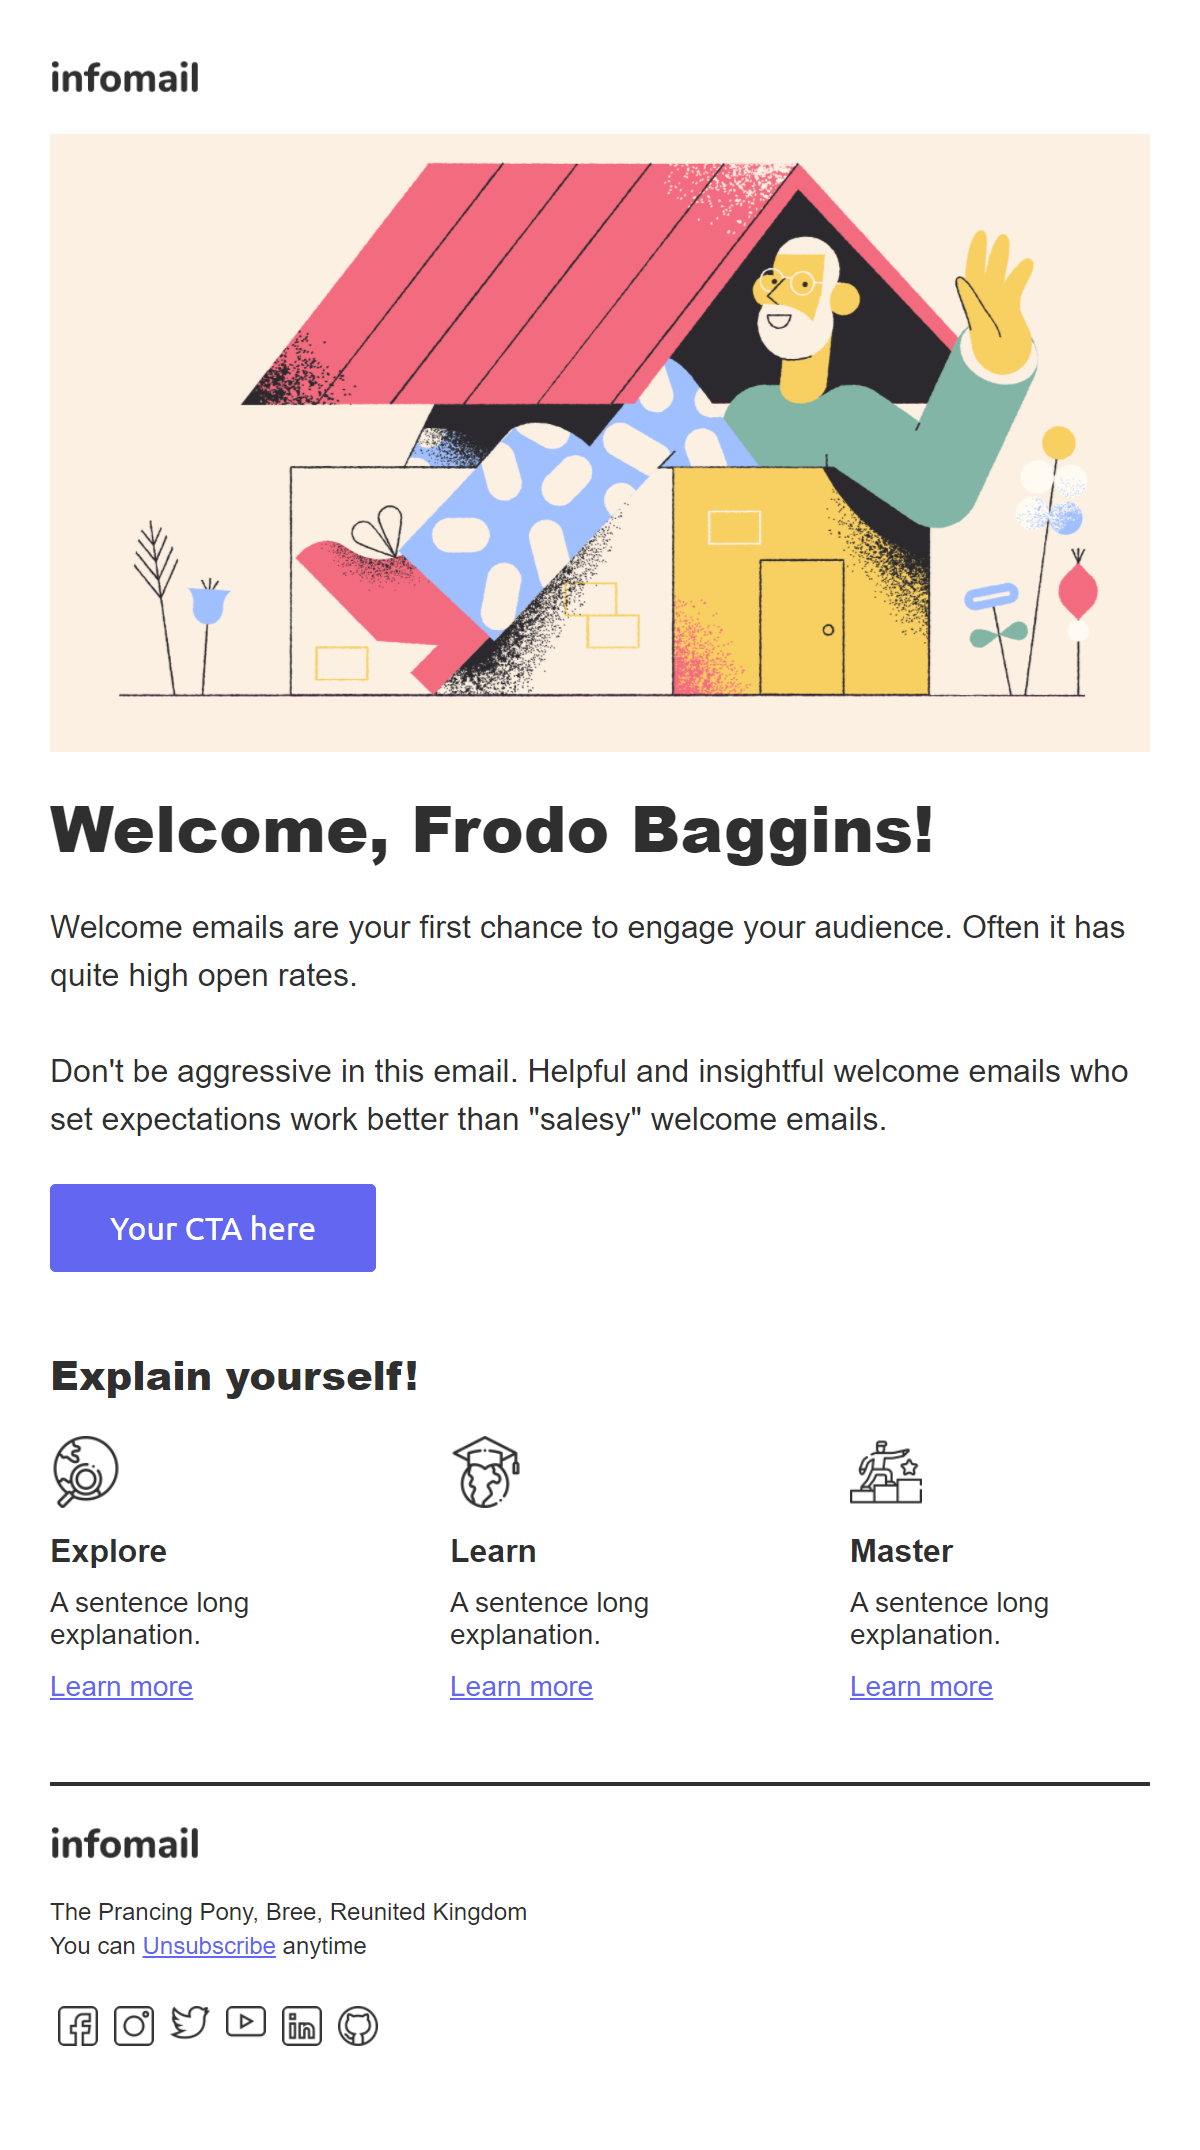 infomail
Welcome, Frodo Baggins!
Welcome emails are your first chance to engage your audience. Often it has
quite high open rates.
Don't be aggressive in this email. Helpful and insightful welcome emails who
set expectations work better than "salesy" welcome emails.
Your CTA here
Explain yourself!
Explore
A sentence long
explanation.
Learn more
Learn
A sentence long
explanation.
Learn more
Master
A sentence long
explanation.
Learn more
infomail
The Prancing Pony, Bree, Reunited Kingdom
You can Unsubscribe anytime